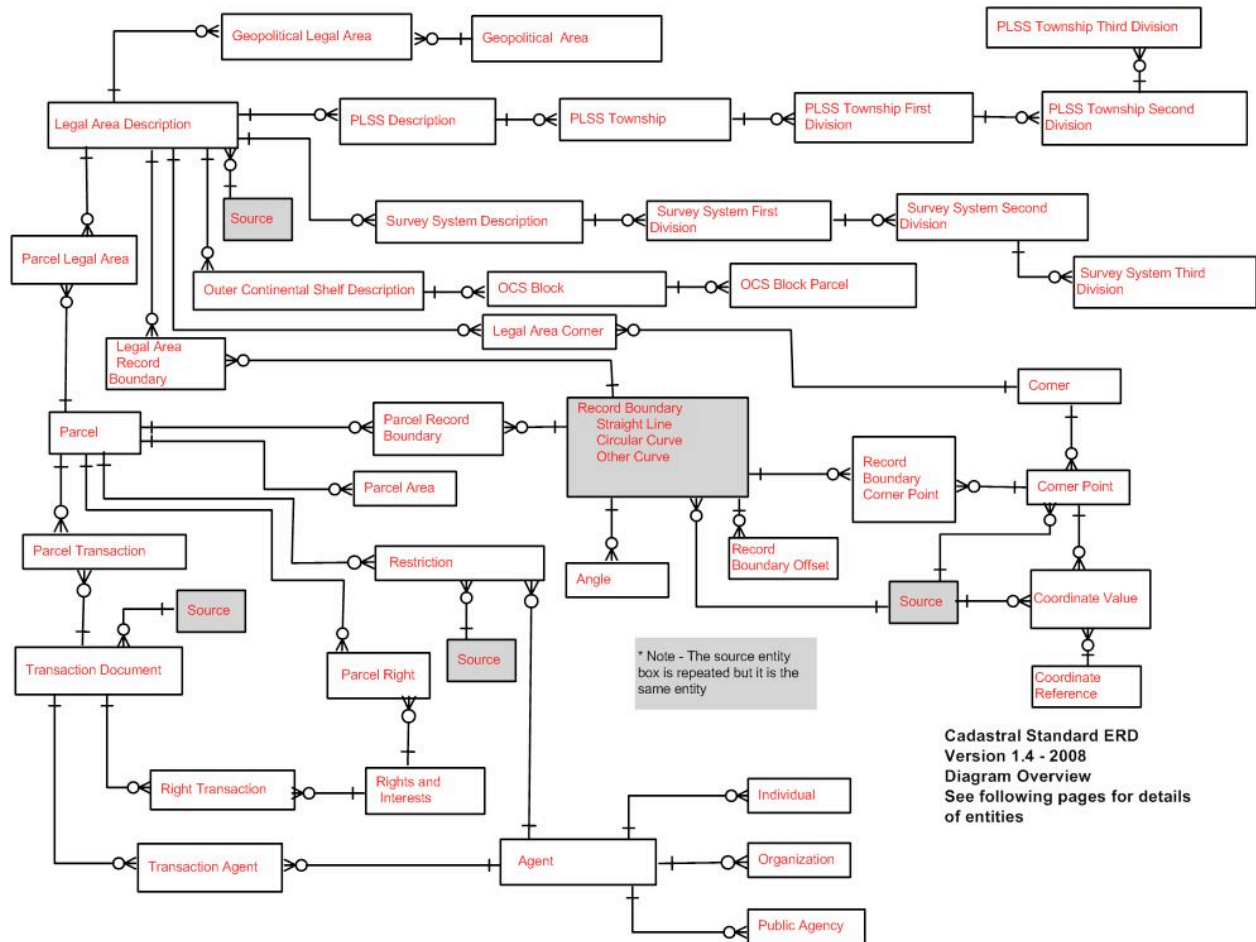 Geopolitical Legal Area
Geopolitical Area
PLSS Township Third Division
Legal Area Description
PLSS Description
PLSS Township
PLSS Township First
Division
PLSS Township Second
Division
Source
Survey System Description
Survey System First
Division
Survey System Second
Division
Parcel Legal Area
Survey System Third
Division
Outer Continental Shelf Description
OCS Block
OCS Block Parcel
Legal Area Corner
Legal Area
Record
Boundary
Corner
Parcel
Parcel Record
Boundary
Record Boundary
Straight Line
Circular Curve
Other Curve
Record
Boundary
Corner Point
Corner Point
Parcel Area
Parcel Transaction
Restriction
Angle
Record
Boundary Offset
Source
Coordinate Value
Source
Transaction Document
Parcel Right
Source
* Note - The source entity
box is repeated but it is the
same entity
Coordinate
Reference
Right Transaction
Rights and
Interests
Cadastral Standard ERD
Version 1.4 - 2008
Diagram Overview
See following pages for details
of entities
Individual
Transaction Agent
Agent
Organization
Public Agency